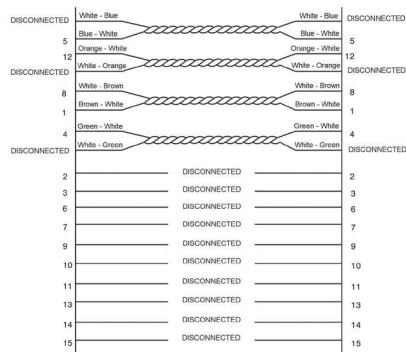 DISCONNECTED White - Blue White - Blue DISCONNECTED
5 Blue - White Blue - White 5
12 Orange - White Orange - White 12
DISCONNECTED White - Orange White - Orange DISCONNECTED
8 White - Brown White - Brown 8
1 Brown - White Brown - White 1
4 Green - White Green - White 4
DISCONNECTED White - Green White - Green DISCONNECTED
2 DISCONNECTED 2
3 DISCONNECTED 3
6 DISCONNECTED 6
7 DISCONNECTED 7
9 DISCONNECTED 9
10 DISCONNECTED 10
11 DISCONNECTED 11
13 DISCONNECTED 13
14 DISCONNECTED 14
15 DISCONNECTED 15